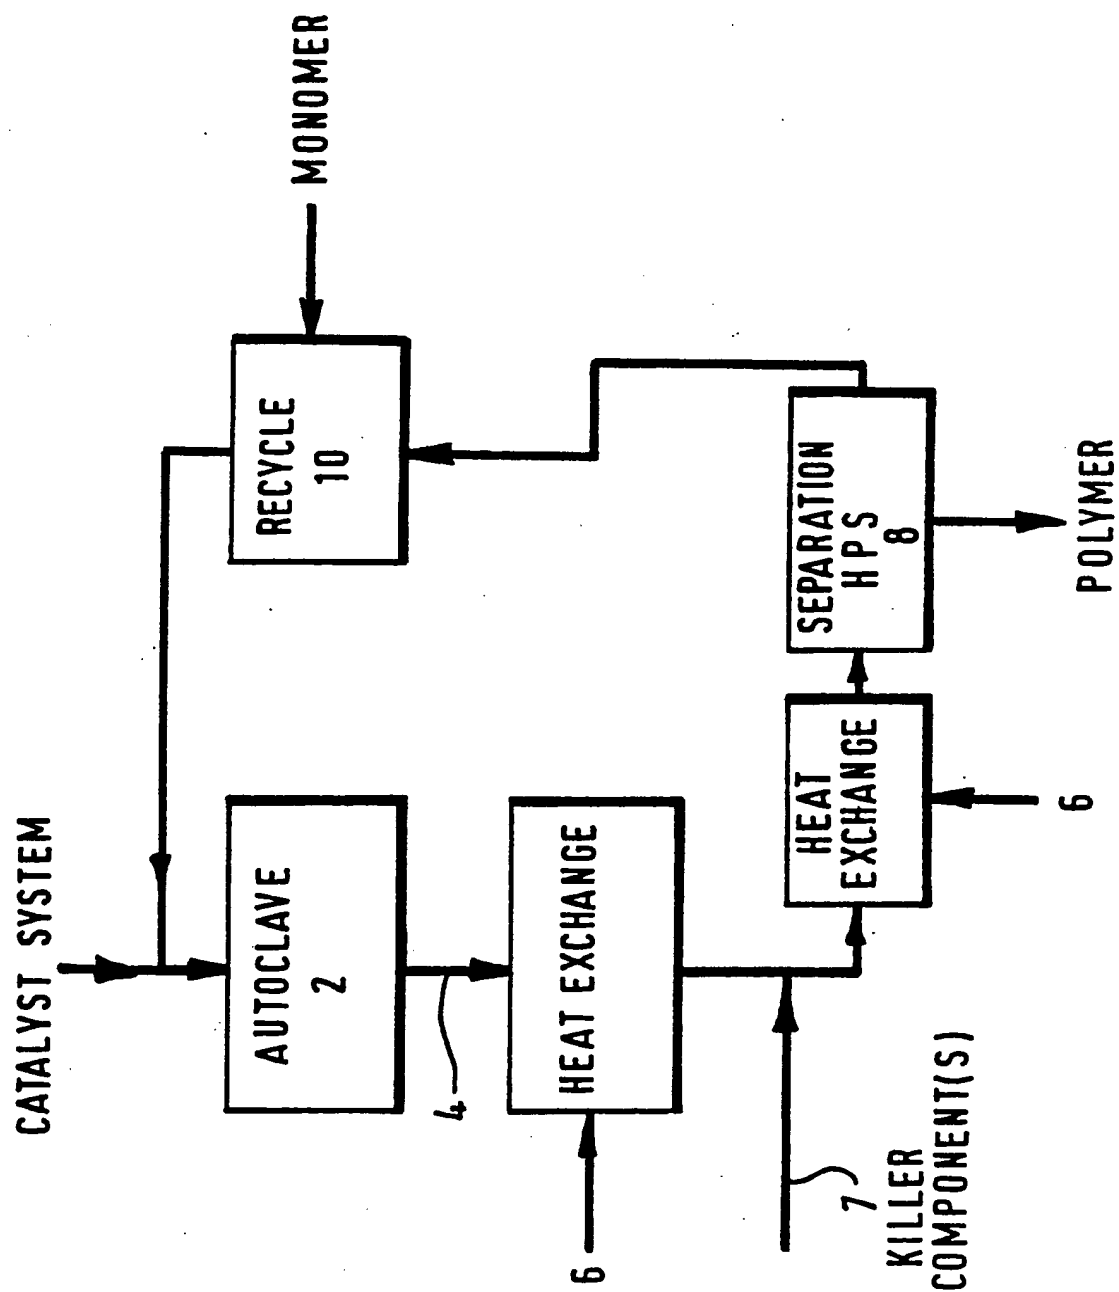 CATALYST SYSTEM
AUTOCLAVE
2
4
HEAT EXCHANGE
6
7
KILLER
COMPONENT(S)
HEAT
EXCHANGE
6
SEPARATION
HPS
8
POLYMER
RECYCLE
10
MONOMER